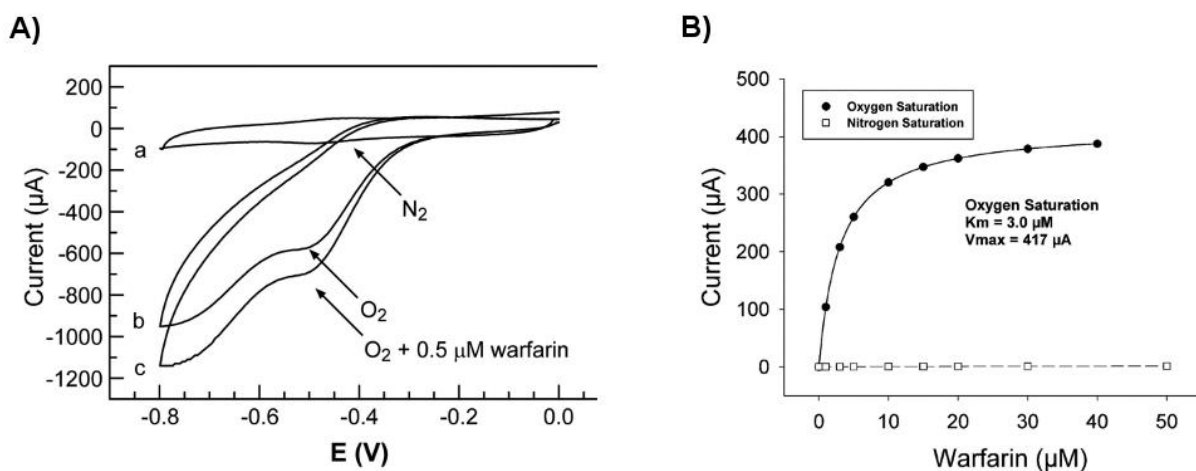 A)
200
0
-200
-400
-600
-800
-1000
-1200
Current (µA)
a
b
c
N2
O2
O2 + 0.5 µM warfarin
-0.8
-0.6
-0.4
-0.2
0.0
E (V)
B)
500
400
300
200
100
0
Current (µA)
Oxygen Saturation
Nitrogen Saturation
Oxygen Saturation
Km = 3.0 µM
Vmax = 417 µA
0
10
20
30
40
50
Warfarin (µM)